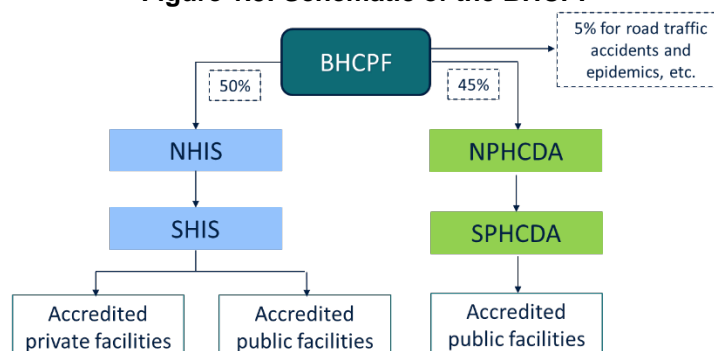 5% for road traffic
accidents and
epidemics, etc.
BHCPF
50%
45%
NHIS
NPHCDA
SHIS
SPHCDA
Accredited
private facilities
Accredited
public facilities
Accredited
public facilities